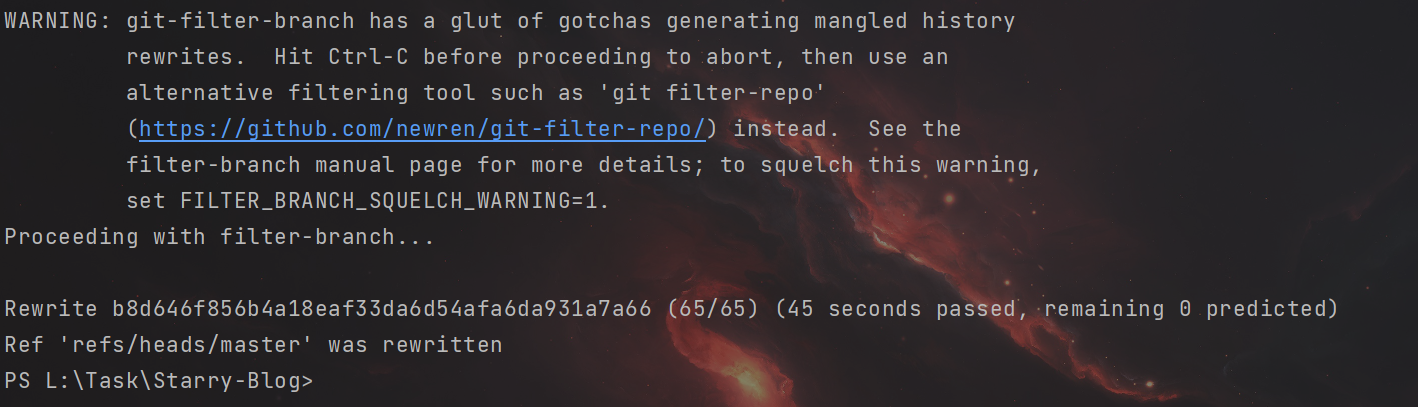 WARNING: git-filter-branch has a glut of gotchas generating mangled history
rewrites.  Hit Ctrl-C before proceeding to abort, then use an
alternative filtering tool such as 'git filter-repo'
(https://github.com/newren/git-filter-repo/) instead.  See the
filter-branch manual page for more details; to squelch this warning,
set FILTER_BRANCH_SQUELCH_WARNING=1.
Proceeding with filter-branch...
Rewrite b8d646f856b4a18eaf33da6d54afa6da931a7a66 (65/65) (45 seconds passed, remaining 0 predicted)
Ref 'refs/heads/master' was rewritten
PS L:\Task\Starry-Blog>